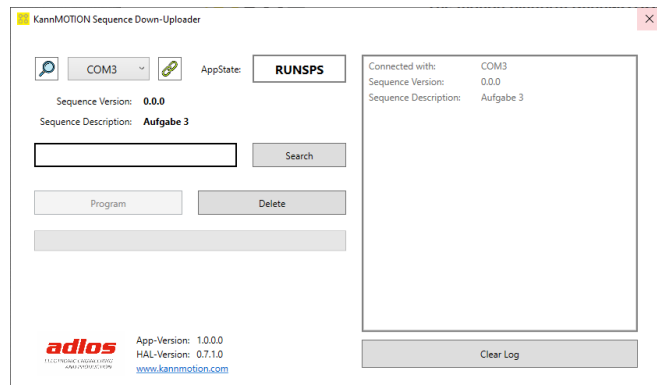 KannMOTION Sequence Down-Uploader
COM3
AppState:
RUNSPS
Sequence Version: 0.0.0
Sequence Description: Aufgabe 3
Search
Program
Delete
Connected with: COM3
Sequence Version: 0.0.0
Sequence Description: Aufgabe 3
adlos
App-Version: 1.0.0.0
HAL-Version: 0.7.1.0
www.kannmotion.com
Clear Log